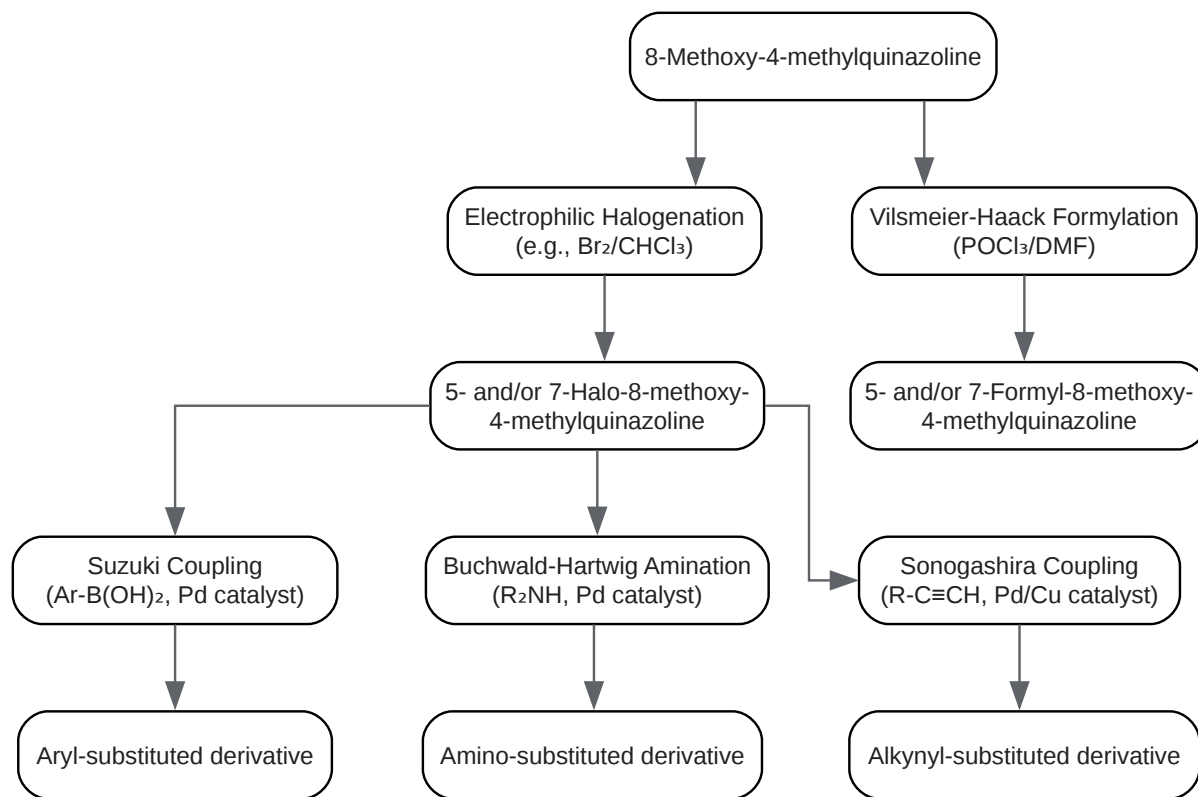 8-Methoxy-4-methylquinazoline
Electrophilic Halogenation
(e.g., Br₂/CHCl₃)
Vilsmeier-Haack Formylation
(POCl₃/DMF)
5- and/or 7-Halo-8-methoxy-
4-methylquinazoline
5- and/or 7-Formyl-8-methoxy-
4-methylquinazoline
Suzuki Coupling
(Ar-B(OH)₂, Pd catalyst)
Buchwald-Hartwig Amination
(R₂NH, Pd catalyst)
Sonogashira Coupling
(R-C≡CH, Pd/Cu catalyst)
Aryl-substituted derivative
Amino-substituted derivative
Alkynyl-substituted derivative